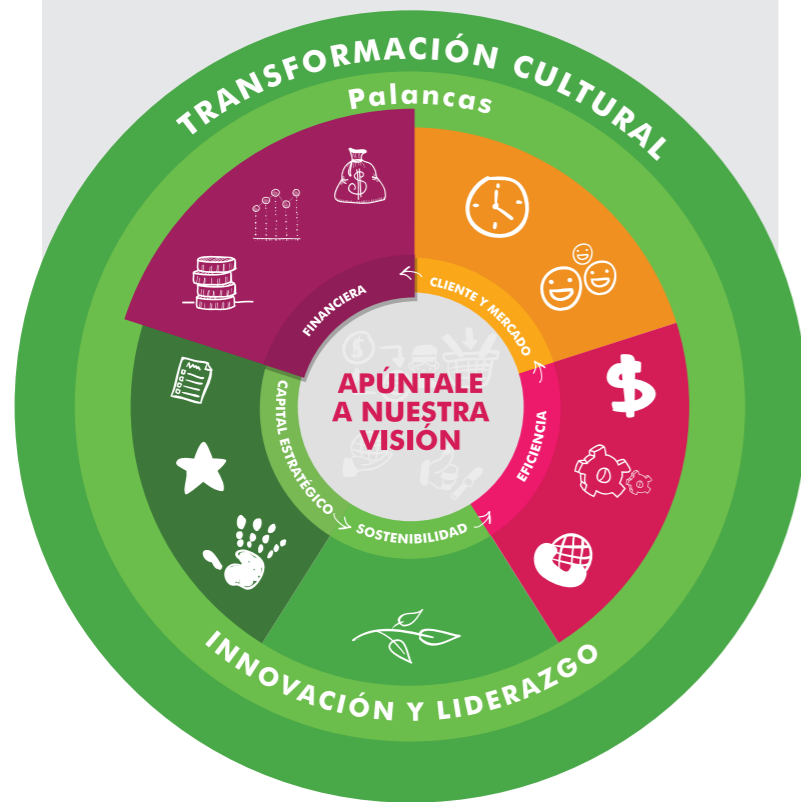 TRANSFORMACIÓN CULTURAL
Palancas
FINANCIERA
CLIENTE Y MERCADO
EFICIENCIA
SOSTENIBILIDAD
CAPITAL ESTRATÉGICO
APÚNTALE
A NUESTRA
VISIÓN
INNOVACIÓN Y LIDERAZGO